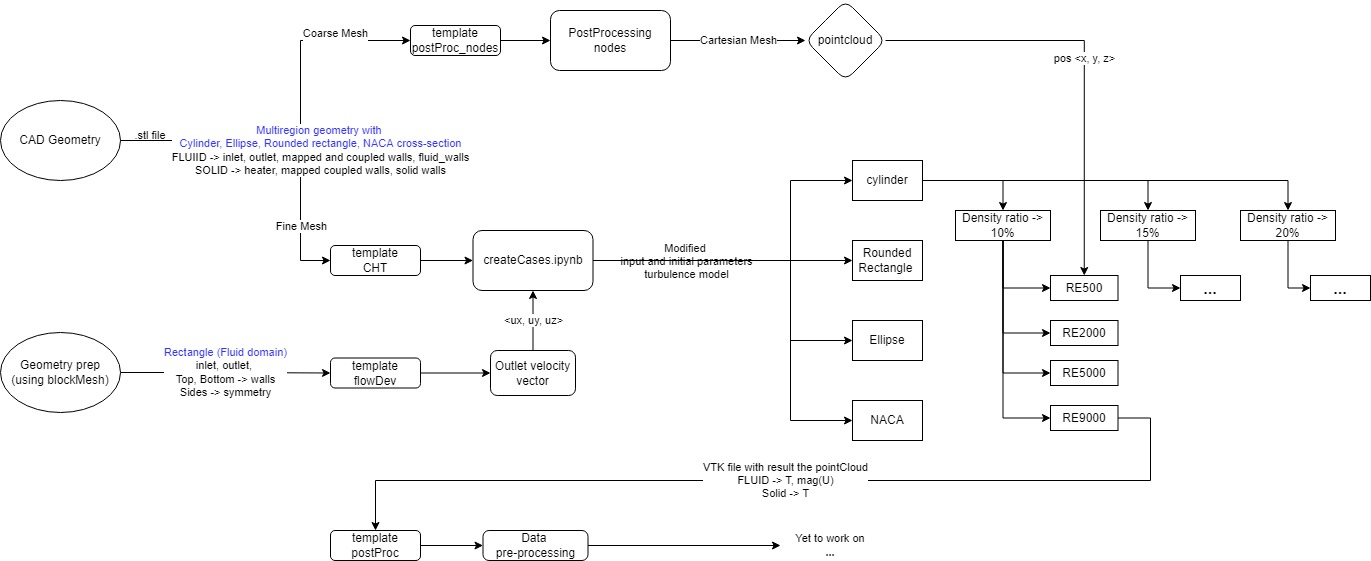 Coarse Mesh
template
postProc_nodes
PostProcessing
nodes
Cartesian Mesh
pointcloud
pos <x, y, z>
CAD Geometry
.stl file
Multiregion geometry with
Cylinder, Ellipse, Rounded rectangle, NACA cross-section
FLUIID -> inlet, outlet, mapped and coupled walls, fluid_walls
SOLID -> heater, mapped coupled walls, solid walls
Fine Mesh
template
CHT
createCases.ipynb
Modified
input and initial parameters
turbulence model
cylinder
Rounded
Rectangle
Ellipse
NACA
Density ratio ->
10%
Density ratio ->
15%
Density ratio ->
20%
RE500
...
...
RE2000
RE5000
RE9000
<ux, uy, uz>
Geometry prep
(using blockMesh)
Rectangle (Fluid domain)
inlet, outlet,
Top, Bottom -> walls
Sides -> symmetry
template
flowDev
Outlet velocity
vector
VTK file with result the pointCloud
FLUID -> T, mag(U)
Solid -> T
template
postProc
Data
pre-processing
Yet to work on
...